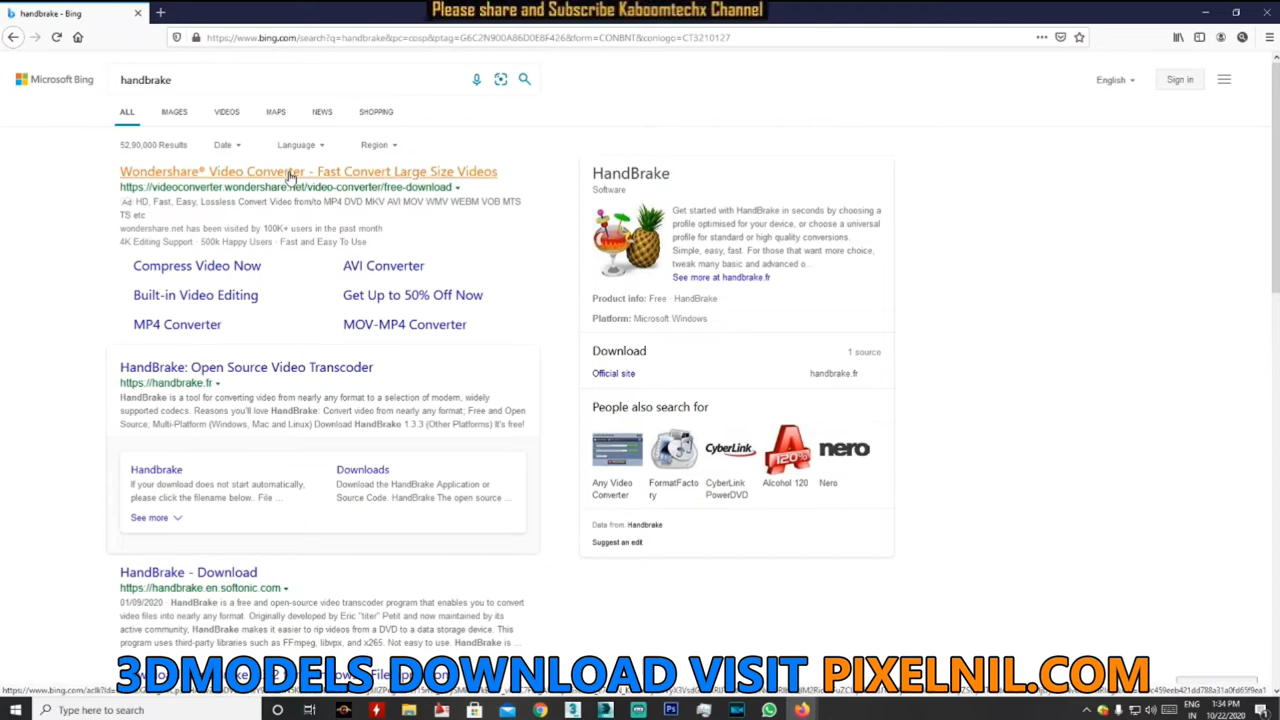 handbrake - Bing
Please share and Subscribe Kaboomtechx Channel
https://www.bing.com/search?q=handbrake&pc=cosp&ptag=G6C2N900A86D0E8F426&form=CONBNT&conlogo=CT3210127
Microsoft Bing
handbrake
English
Sign in
ALL IMAGES VIDEOS MAPS NEWS SHOPPING
52,90,000 Results Date Language Region
Wondershare® Video Converter - Fast Convert Large Size Videos
https://videoconverter.wondershare.net/video-converter/free-download
Ad HD, Fast, Easy, Lossless Convert Video from/to MP4 DVD MKV AVI MOV WMV WEBM VOB MTS
TS etc
wondershare.net has been visited by 100K+ users in the past month
4K Editing Support · 500k Happy Users · Fast and Easy To Use
Compress Video Now AVI Converter
Built-in Video Editing Get Up to 50% Off Now
MP4 Converter MOV-MP4 Converter
HandBrake: Open Source Video Transcoder
https://handbrake.fr
HandBrake is a tool for converting video from nearly any format to a selection of modern, widely
supported codecs. Reasons you'll love HandBrake: Convert video from nearly any format; Free and Open
Source, Multi-Platform (Windows, Mac and Linux) Download HandBrake 1.3.3 (Other Platforms) It's free!
Handbrake
If your download does not start automatically,
please click the filename below.. File ...
See more
Downloads
Download the HandBrake Application or
Source Code. HandBrake The open source ...
HandBrake - Download
https://handbrake.en.softonic.com
01/09/2020 · HandBrake is a free and open-source video transcoder program that enables you to convert
video files into nearly any format. Originally developed by Eric "titer" Petit and now maintained by its
active community, HandBrake makes it easier to rip videos from a DVD to a data storage device. This
program uses third-party libraries such as FFmpeg, libvpx, and x265. Not easy to use. HandBrake is ...
HandBrake
Software
Get started with HandBrake in seconds by choosing a
profile optimised for your device, or choose a universal
profile for standard or high quality conversions.
Simple, easy, fast. For those that want more choice,
tweak many basic and advanced o...
See more at handbrake.fr
Product info: Free · HandBrake
Platform: Microsoft Windows
Download 1 source
Official site handbrake.fr
People also search for
CyberLink
120%
nero
Any Video
Converter
FormatFacto
ry
CyberLink
PowerDVD
Alcohol 120
Nero
Data from: Handbrake
Suggest an edit
3DMODELS DOWNLOAD VISIT PIXELNIL.COM
Type here to search
ENG
IN
1:34 PM
10/22/2020